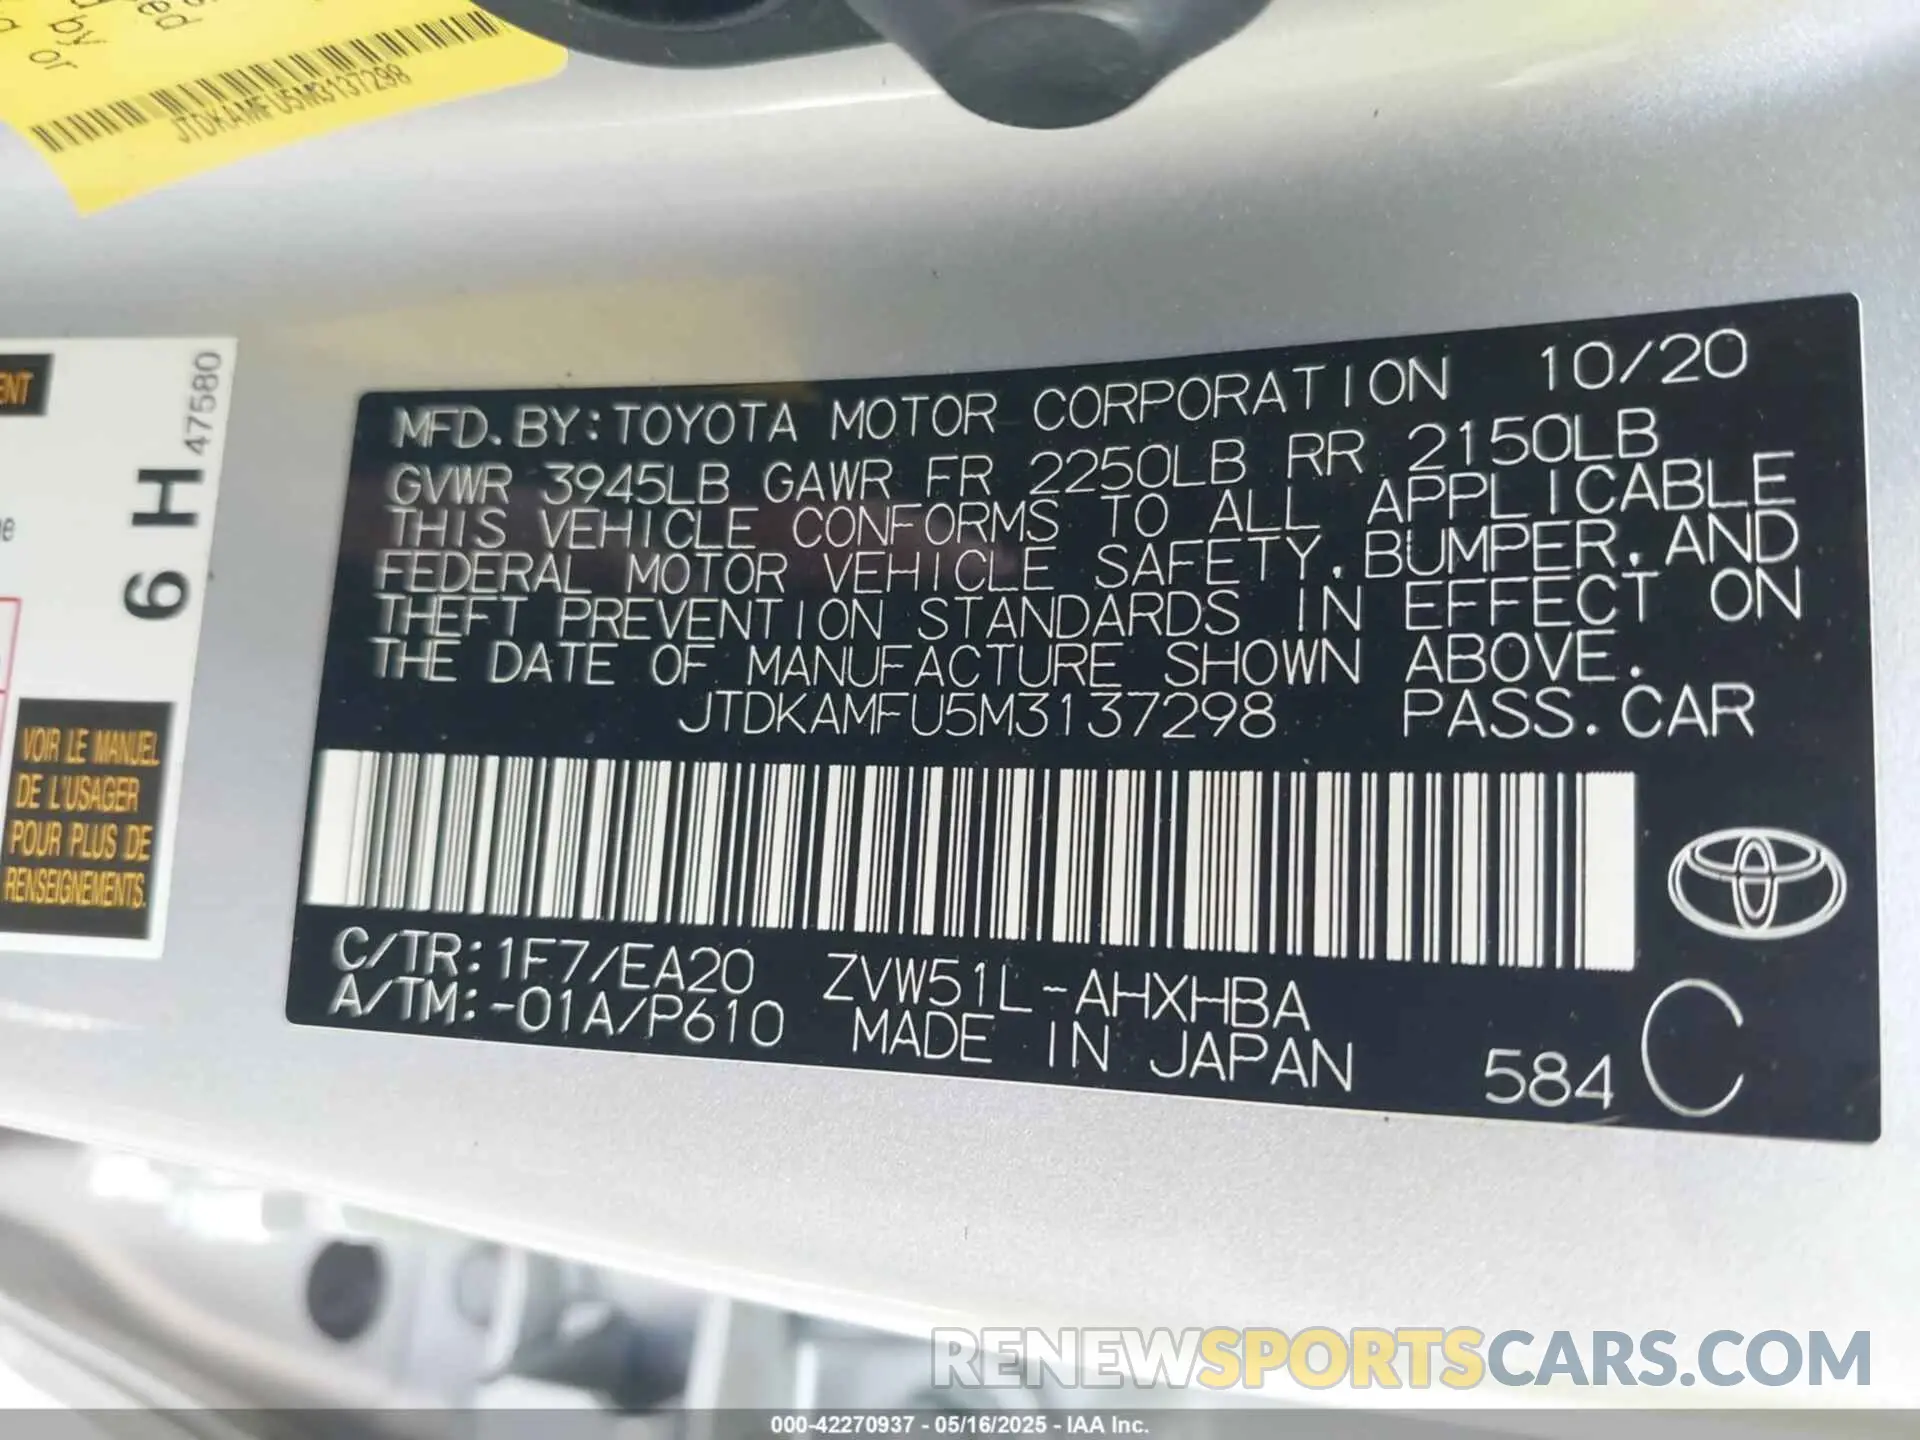 by
or
JTDKAMFU5M3137298
ENT
6 H 47580
VOIR LE MANUEL
DE L'USAGER
POUR PLUS DE
RENSEIGNEMENTS.
MFD. BY: TOYOTA MOTOR CORPORATION 10/20
GVWR 3945LB GAWR FR 2250LB RR 2150LB
THIS VEHICLE CONFORMS TO ALL APPLICABLE
FEDERAL MOTOR VEHICLE SAFETY, BUMPER, AND
THEFT PREVENTION STANDARDS IN EFFECT ON
THE DATE OF MANUFACTURE SHOWN ABOVE.
JTDKAMFU5M3137298 PASS. CAR
C/TR: 1F7/EA20 ZVW51L-AHXHBA
A/TM: -01A/P610 MADE IN JAPAN 584 C
RENEWSPORTSCARS.COM
000-42270937 - 05/16/2025 - IAA Inc.